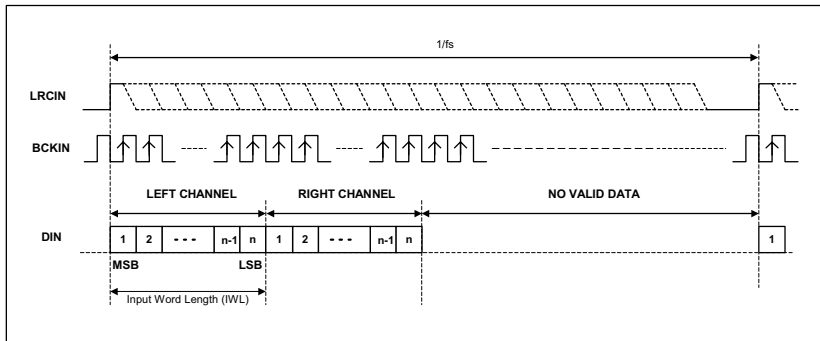 1/fs
LRCIN
BCKIN
LEFT CHANNEL RIGHT CHANNEL NO VALID DATA
DIN 1 2 - - - n-1 n 1 2 - - - n-1 n 1
MSB LSB
Input Word Length (IWL)